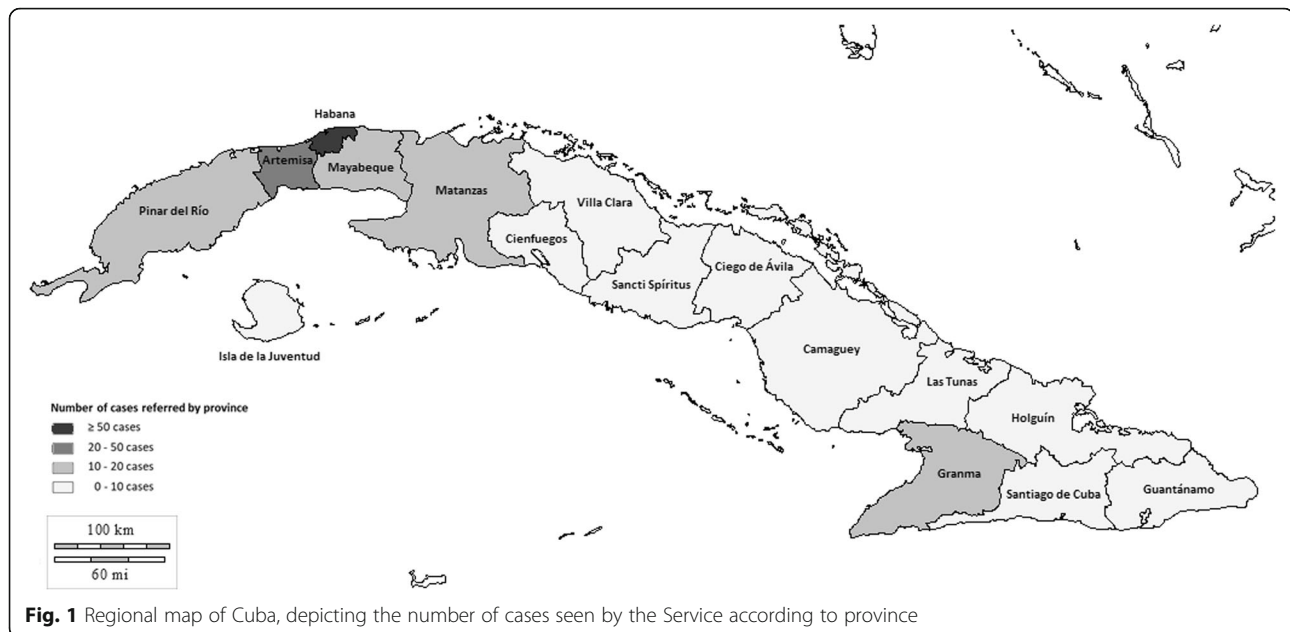 Habana
Artemisa
Mayabeque
Pinar del Río
Matanzas
Villa Clara
Cienfuegos
Sancti Spíritus
Ciego de Ávila
Isla de la Juventud
Camaguey
Las Tunas
Holguín
Granma
Santiago de Cuba
Guantánamo
Number of cases referred by province
≥ 50 cases
20 - 50 cases
10 - 20 cases
0 - 10 cases
100 km
60 mi
Fig. 1 Regional map of Cuba, depicting the number of cases seen by the Service according to province